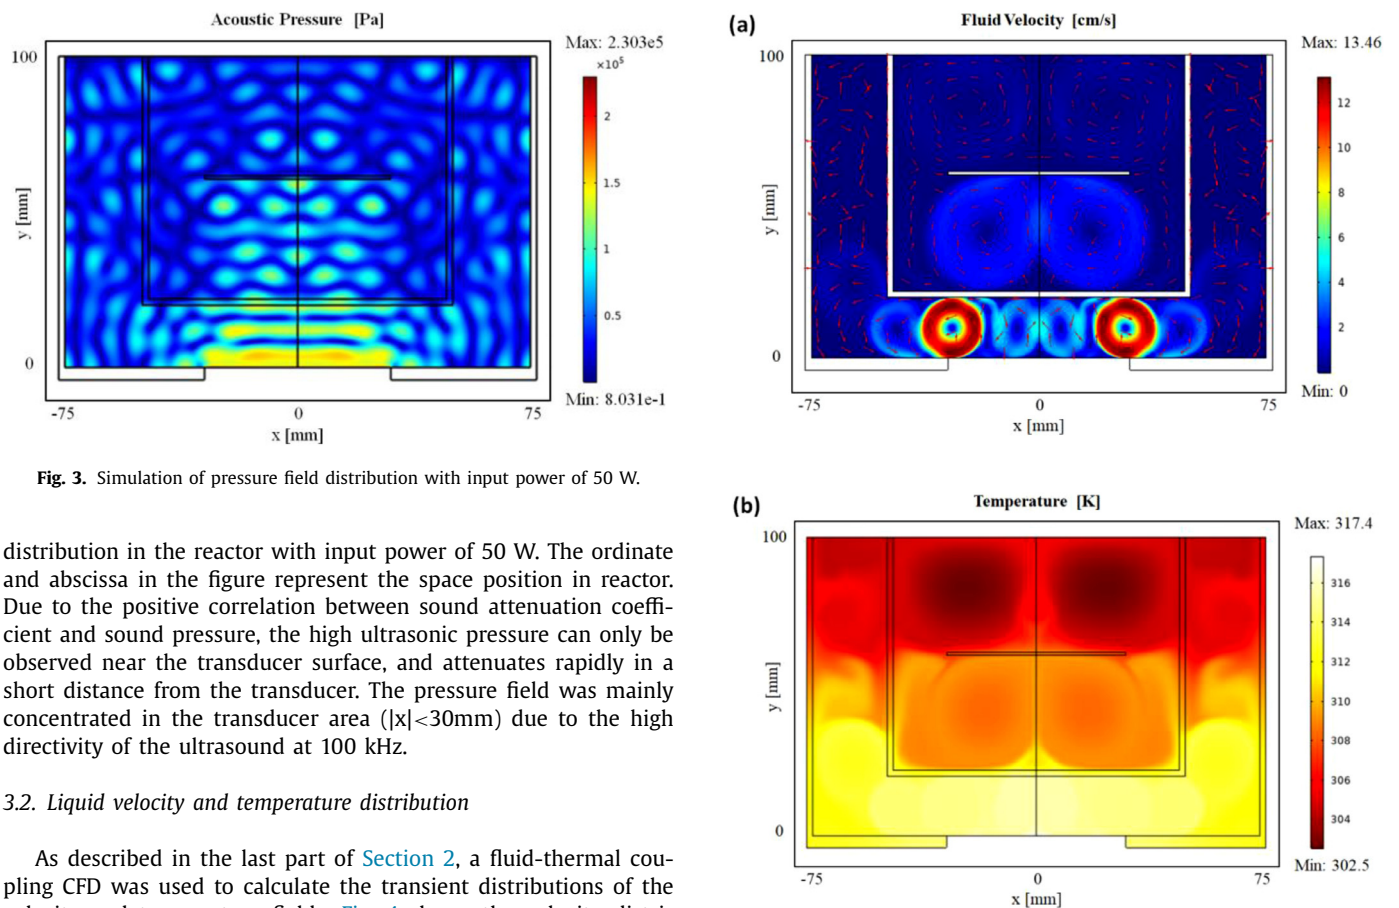 Acoustic Pressure [Pa]
Max: 2.303e5
×10⁵
100
2
1.5
y [mm]
1
0.5
0
Min: 8.031e-1
-75
0
75
x [mm]
Fig. 3. Simulation of pressure field distribution with input power of 50 W.
distribution in the reactor with input power of 50 W. The ordinate
and abscissa in the figure represent the space position in reactor.
Due to the positive correlation between sound attenuation coeffi-
cient and sound pressure, the high ultrasonic pressure can only be
observed near the transducer surface, and attenuates rapidly in a
short distance from the transducer. The pressure field was mainly
concentrated in the transducer area (|x|<30mm) due to the high
directivity of the ultrasound at 100 kHz.
3.2. Liquid velocity and temperature distribution
As described in the last part of Section 2, a fluid-thermal cou-
pling CFD was used to calculate the transient distributions of the
(a)
Fluid Velocity [cm/s]
Max: 13.46
100
12
10
8
y [mm]
6
4
2
0
Min: 0
-75
0
75
x [mm]
(b)
Temperature [K]
Max: 317.4
100
316
314
312
y [mm]
310
308
306
304
0
Min: 302.5
-75
0
75
x [mm]